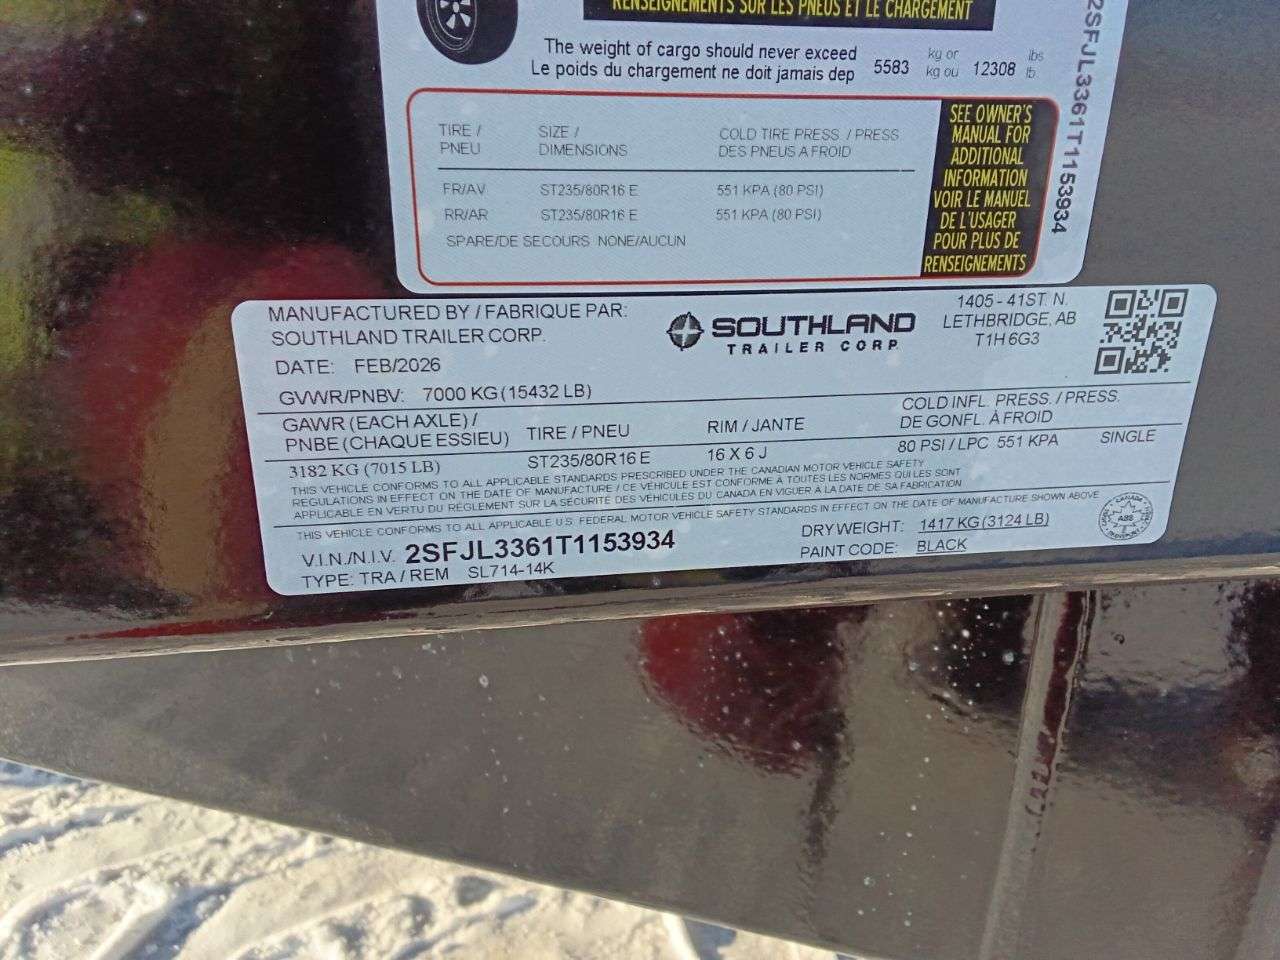 RENSEIGNEMENTS SUR LES PNEUS ET LE CHARGEMENT
The weight of cargo should never exceed
Le poids du chargement ne doit jamais dep
5583 kg or 12308 lbs
kg ou lb
2SFJL3361T1153934
TIRE / SIZE / COLD TIRE PRESS. / PRESS
PNEU DIMENSIONS DES PNEUS A FROID
FR/AV ST235/80R16 E 551 KPA (80 PSI)
RR/AR ST235/80R16 E 551 KPA (80 PSI)
SPARE/DE SECOURS NONE/AUCUN
SEE OWNER'S
MANUAL FOR
ADDITIONAL
INFORMATION
VOIR LE MANUEL
DE L'USAGER
POUR PLUS DE
RENSEIGNEMENTS
MANUFACTURED BY / FABRIQUE PAR:
SOUTHLAND TRAILER CORP.
DATE: FEB/2026
SOUTHLAND
TRAILER CORP
1405 - 41ST. N.
LETHBRIDGE, AB
T1H 6G3
GVWR/PNBV: 7000 KG (15432 LB)
GAWR (EACH AXLE) / TIRE / PNEU RIM / JANTE COLD INFL. PRESS. / PRESS.
PNBE (CHAQUE ESSIEU) DE GONFL. À FROID
3182 KG (7015 LB) ST235/80R16 E 16 X 6 J 80 PSI / LPC 551 KPA SINGLE
THIS VEHICLE CONFORMS TO ALL APPLICABLE STANDARDS PRESCRIBED UNDER THE CANADIAN MOTOR VEHICLE SAFETY
REGULATIONS IN EFFECT ON THE DATE OF MANUFACTURE / CE VÉHICULE EST CONFORME À TOUTES LES NORMES QUI LES SONT
APPLICABLE EN VERTU DU RÈGLEMENT SUR LA SÉCURITÉ DES VÉHICULES DU CANADA EN VIGUER À LA DATE DE SA FABRICATION
THIS VEHICLE CONFORMS TO ALL APPLICABLE U.S. FEDERAL MOTOR VEHICLE SAFETY STANDARDS IN EFFECT ON THE DATE OF MANUFACTURE SHOWN ABOVE
V.I.N./N.I.V. 2SFJL3361T1153934 DRY WEIGHT: 1417 KG (3124 LB)
TYPE: TRA / REM SL714-14K PAINT CODE: BLACK
CANADA
ABS
TRANSPORT